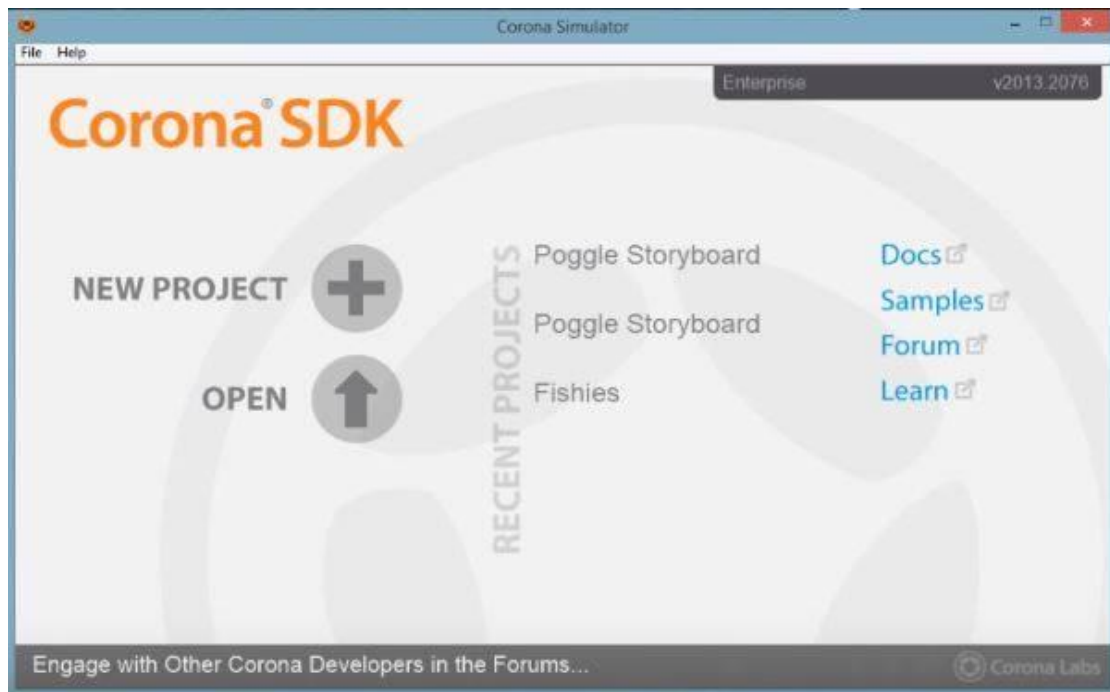 Corona Simulator
File Help
Enterprise v2013.2076
Corona® SDK
NEW PROJECT
OPEN
RECENT PROJECTS
Poggle Storyboard
Poggle Storyboard
Fishies
Docs
Samples
Forum
Learn
Engage with Other Corona Developers in the Forums...
Corona Labs